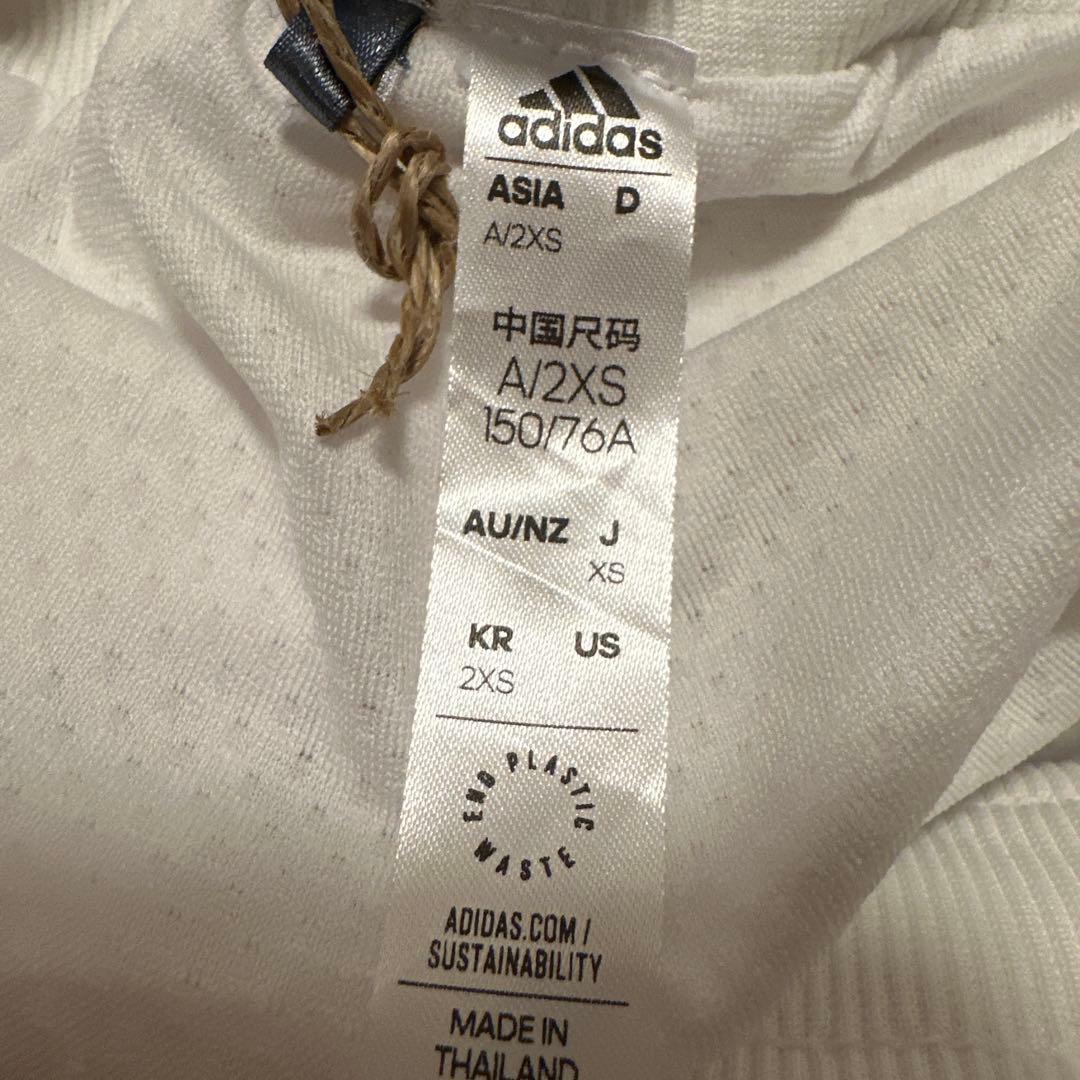 adidas
ASIA D
A/2XS
中国尺码
A/2XS
150/76A
AU/NZ J
XS
KR US
2XS
END PLASTIC WASTE
ADIDAS.COM/
SUSTAINABILITY
MADE IN
THAILAND